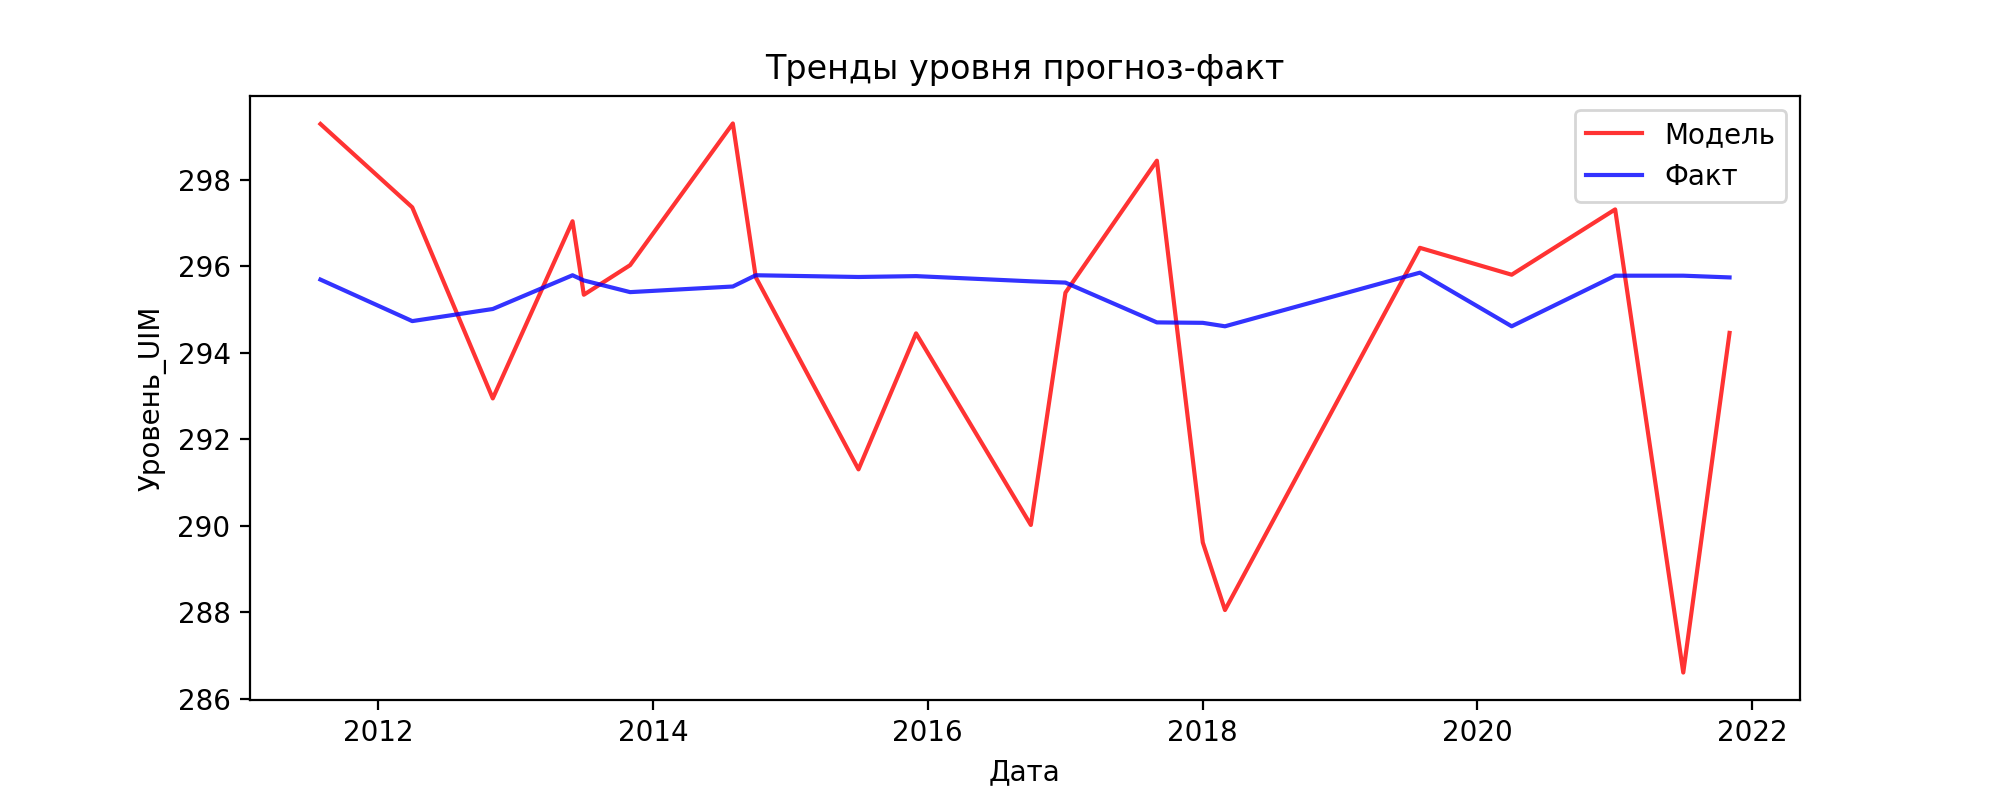 Тренды уровня прогноз-факт
Модель
Факт
298
296
294
292
290
288
286
Уровень_UIM
2012 2014 2016 2018 2020 2022
Дата